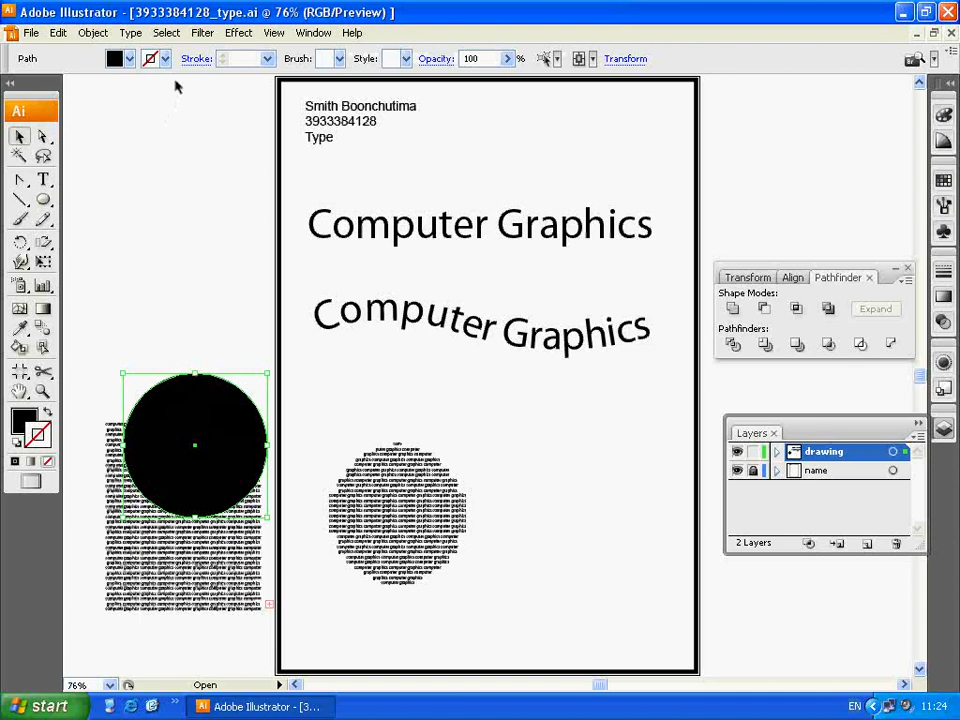 Adobe Illustrator - [3933384128_type.ai @ 76% (RGB/Preview) ]
File Edit Object Type Select Filter Effect View Window Help
Path Stroke: Brush: Style: Opacity: 100 % Transform
Ai
Smith Boonchutima
3933384128
Type
Computer Graphics
Computer Graphics
Transform Align Pathfinder
Shape Modes:
Expand
Pathfinders:
Layers
drawing
name
2 Layers
76% Open
start Adobe Illustrator - [3... EN 11:24